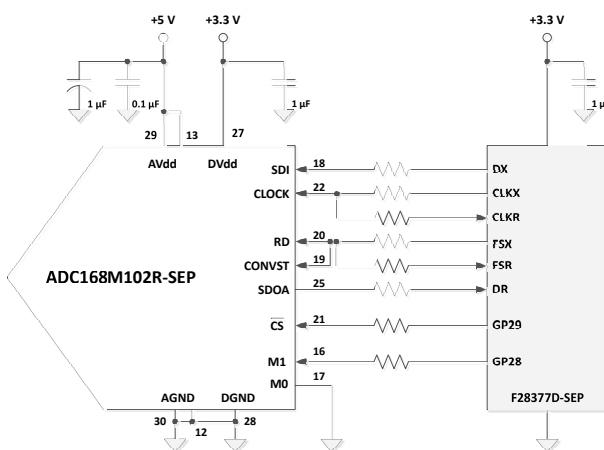 +5 V
+3.3 V
+3.3 V
1 µF
0.1 µF
1 µF
1 µ
29
13
27
AVdd
DVdd
SDI
18
DX
CLOCK
22
CLKX
CLKR
RD
20
FSX
CONVST
19
FSR
ADC168M102R-SEP
SDOA
25
DR
CS
21
GP29
M1
16
GP28
M0
17
AGND
DGND
F28377D-SEP
30
12
28